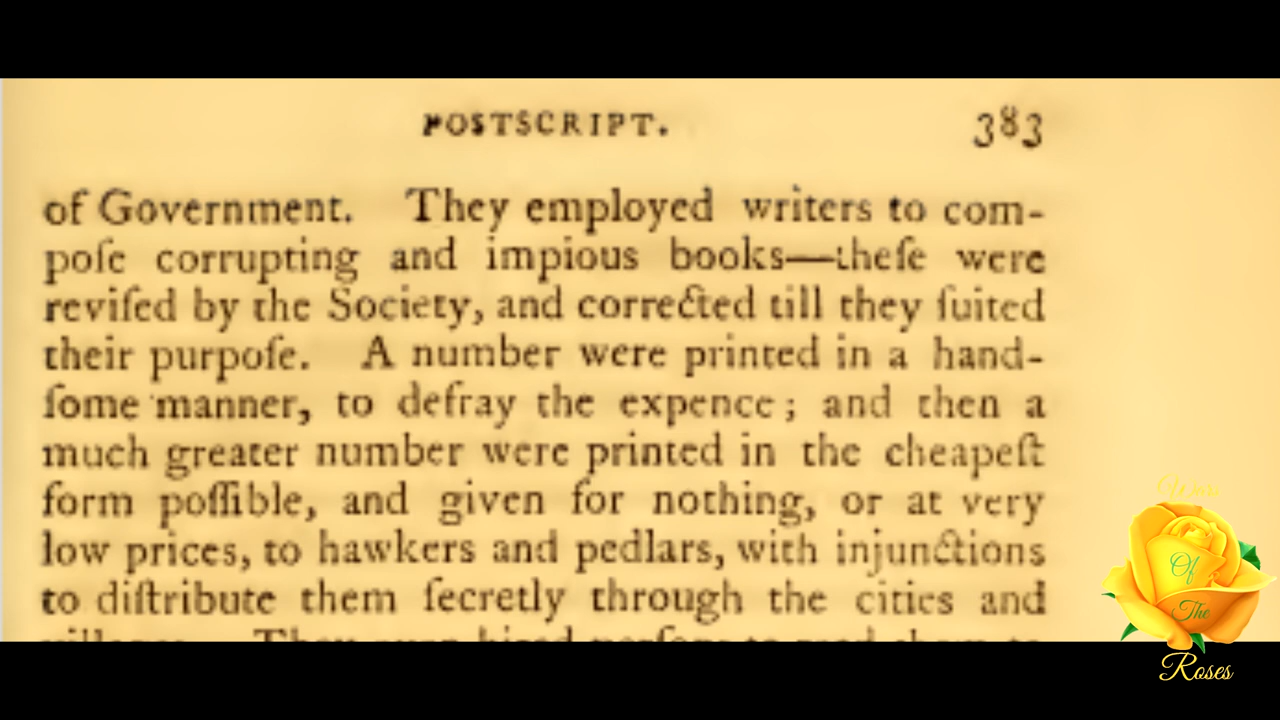 POSTSCRIPT. 383
of Government. They employed writers to com-
poſe corrupting and impious books—theſe were
reviſed by the Society, and corrected till they ſuited
their purpoſe. A number were printed in a hand-
ſome manner, to defray the expence; and then a
much greater number were printed in the cheapeſt
form poſſible, and given for nothing, or at very
low prices, to hawkers and pedlars, with injunctions
to diſtribute them ſecretly through the cities and
Wars
Of
The
Roses